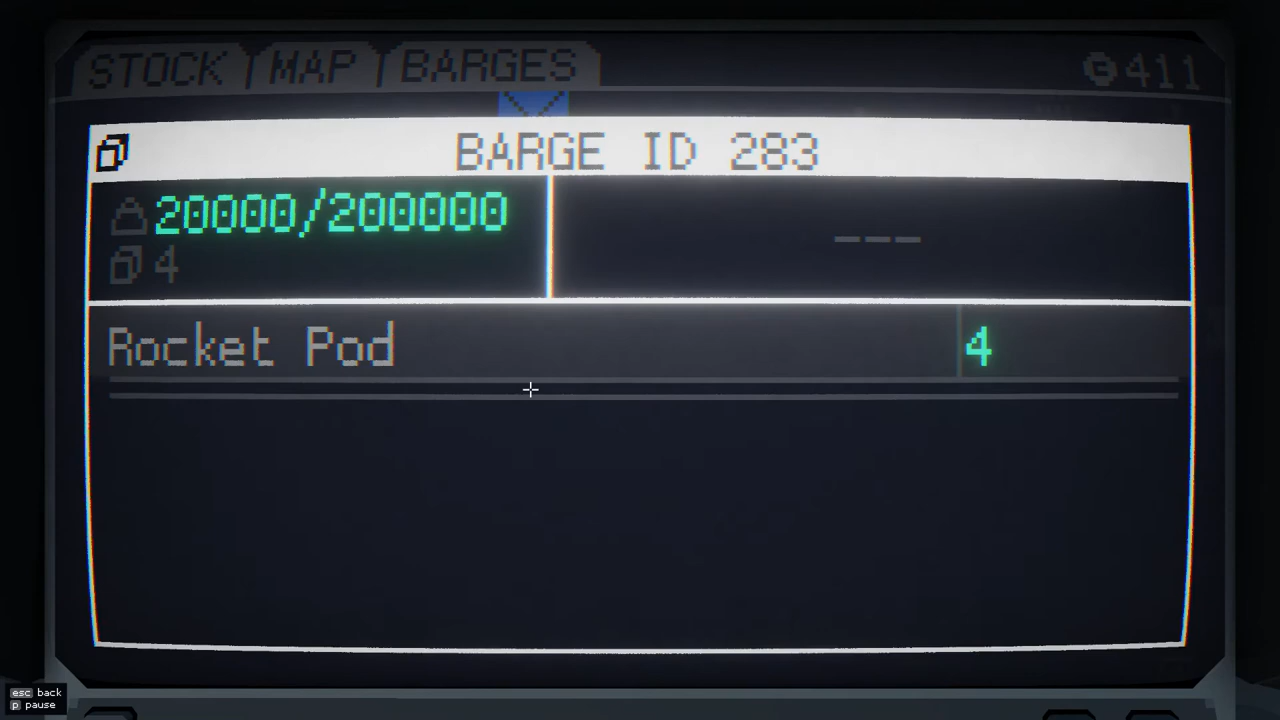 STOCK MAP BARGES 411
BARGE ID 283
20000/200000
4
---
Rocket Pod 4
esc back
p pause